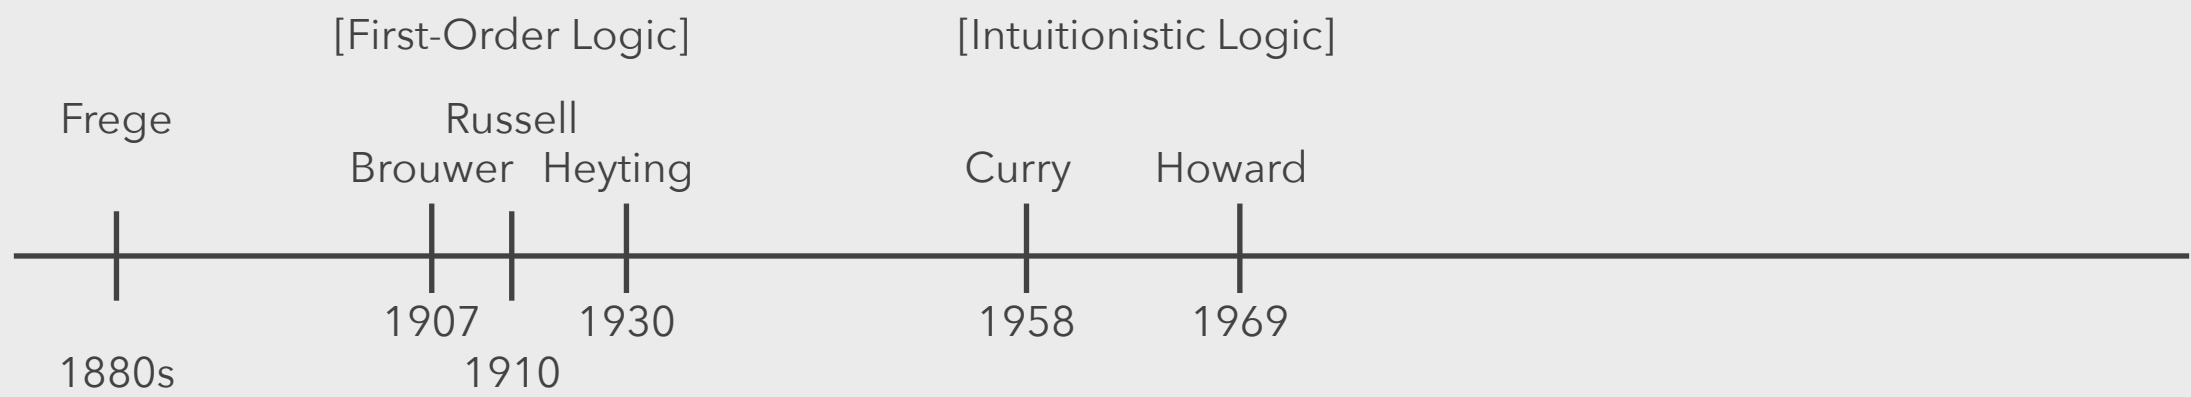 [First-Order Logic] [Intuitionistic Logic]
Frege Russell
Brouwer Heyting Curry Howard
1907 1930 1958 1969
1880s 1910